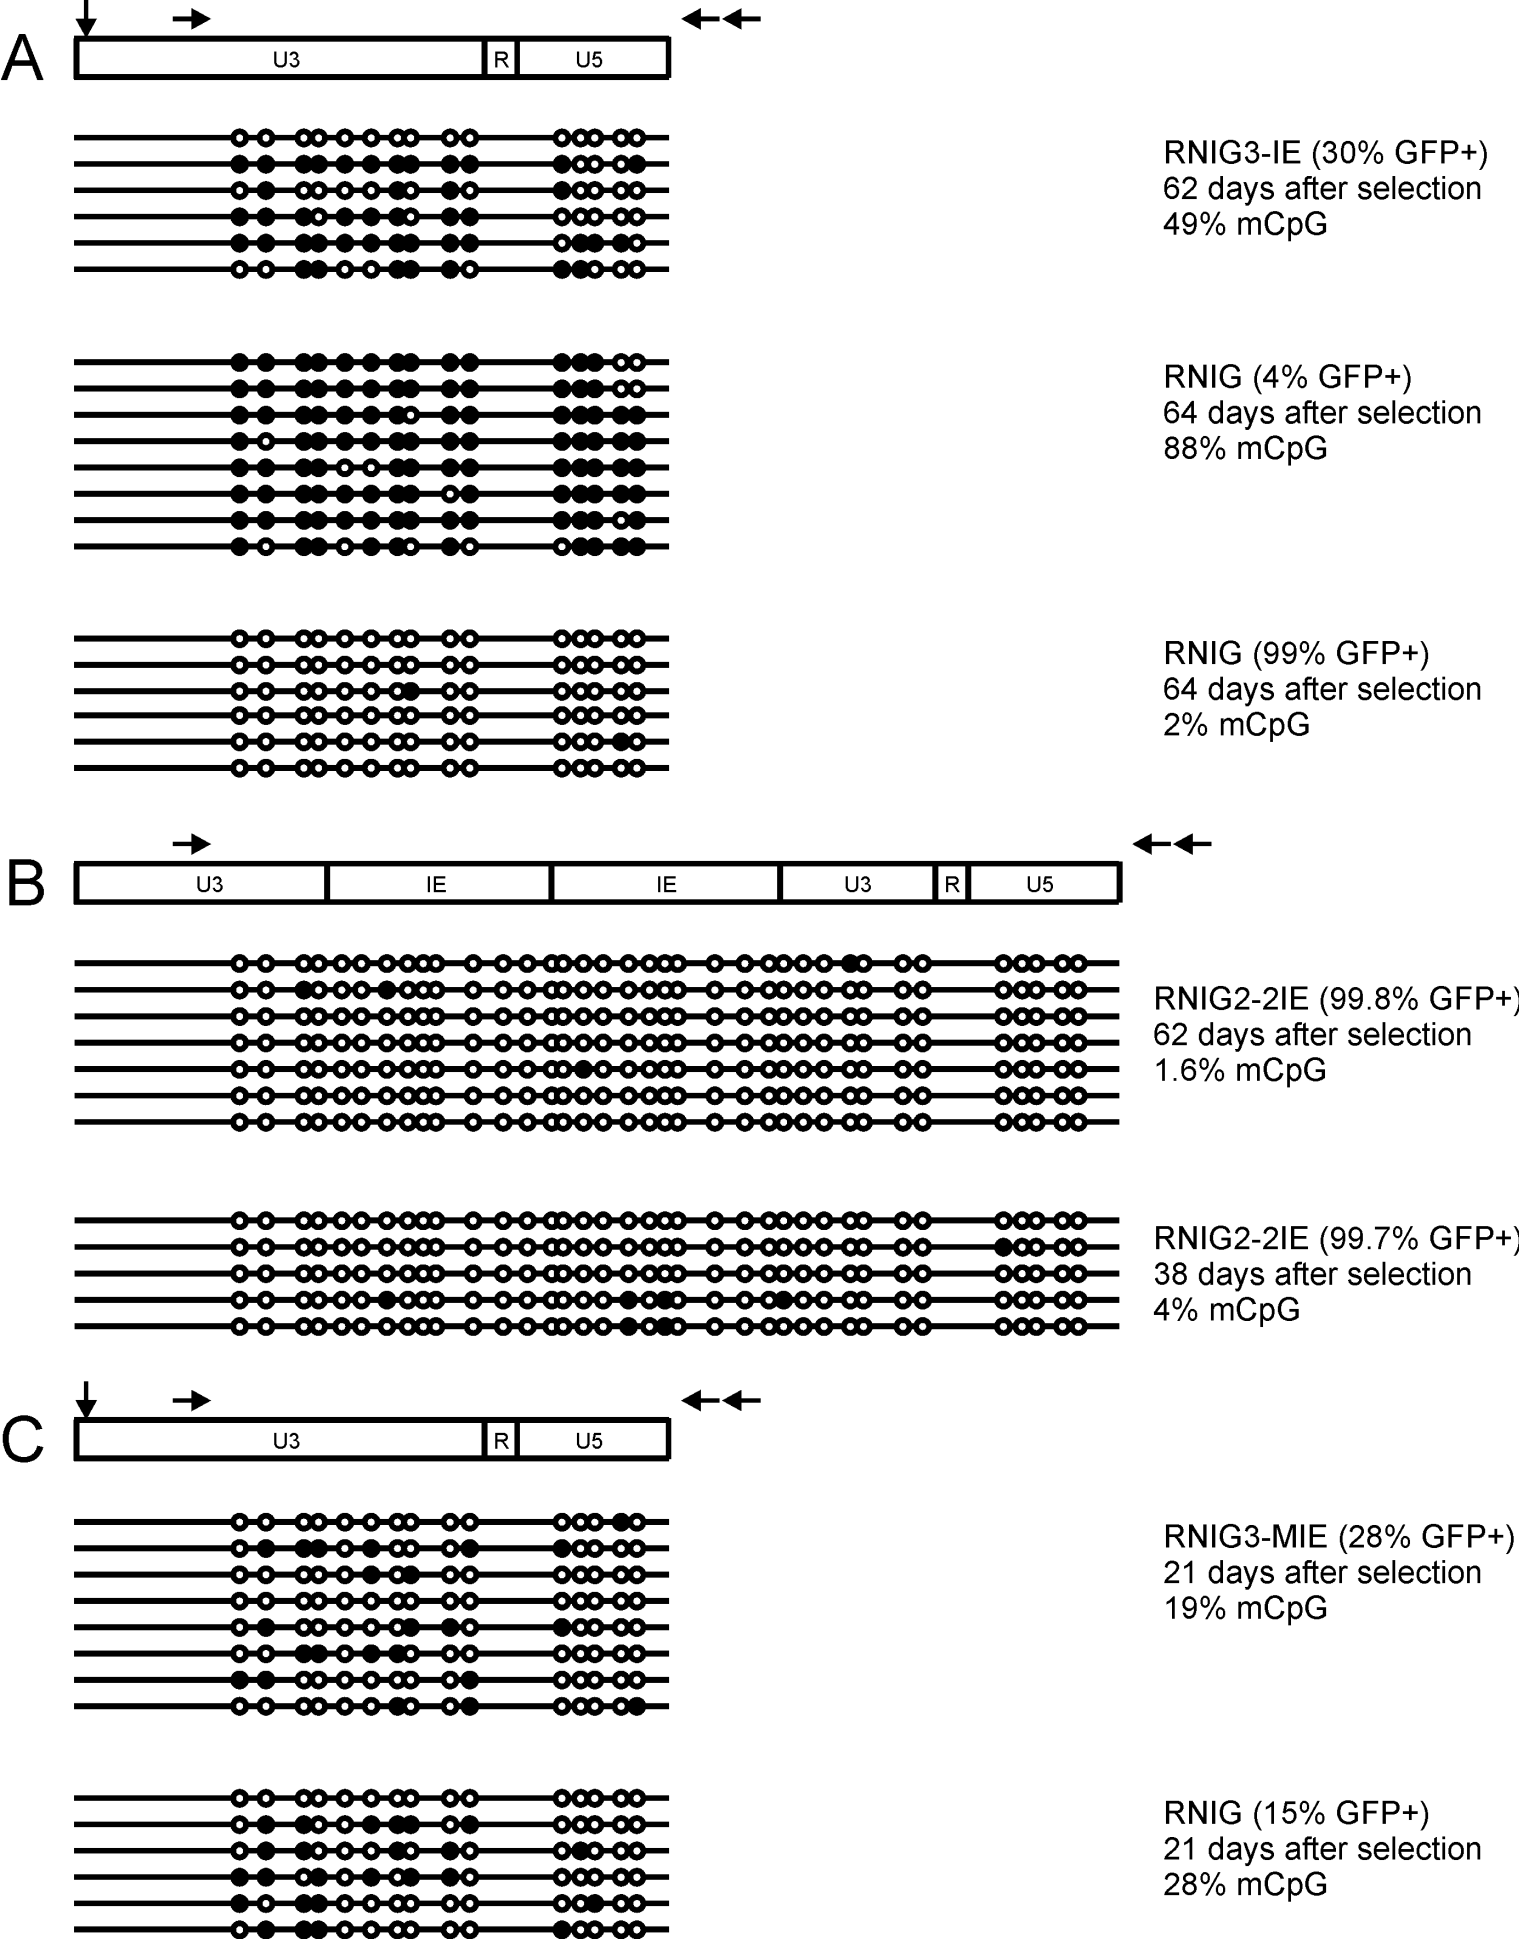 A
U3 R U5
RNIG3-IE (30% GFP+)
62 days after selection
49% mCpG
RNIG (4% GFP+)
64 days after selection
88% mCpG
RNIG (99% GFP+)
64 days after selection
2% mCpG
B
U3 IE IE U3 R U5
RNIG2-2IE (99.8% GFP+)
62 days after selection
1.6% mCpG
RNIG2-2IE (99.7% GFP+)
38 days after selection
4% mCpG
C
U3 R U5
RNIG3-MIE (28% GFP+)
21 days after selection
19% mCpG
RNIG (15% GFP+)
21 days after selection
28% mCpG